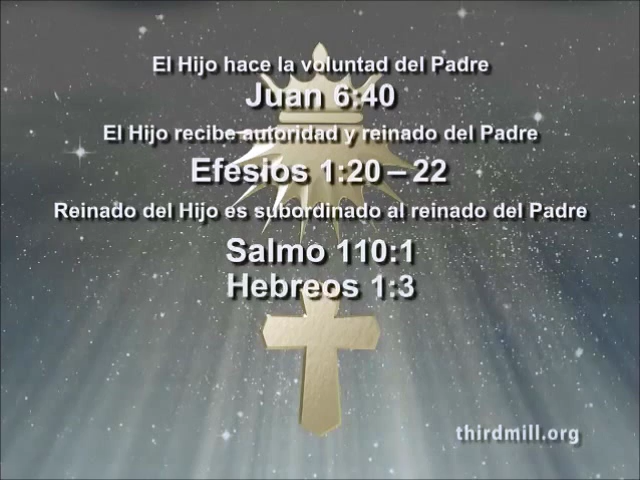 El Hijo hace la voluntad del Padre
Juan 6:40
El Hijo recibe autoridad y reinado del Padre
Efesios 1:20 – 22
Reinado del Hijo es subordinado al reinado del Padre
Salmo 110:1
Hebreos 1:3
thirdmill.org